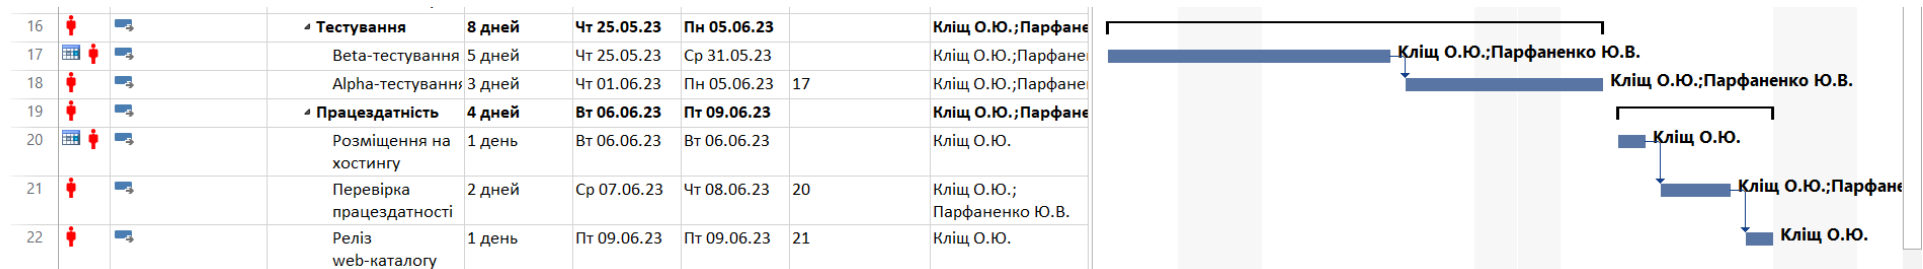 16 Тестування 8 дней Чт 25.05.23 Пн 05.06.23 Кліщ О.Ю.;Парфане
17 Beta-тестування 5 дней Чт 25.05.23 Ср 31.05.23 Кліщ О.Ю.;Парфане Кліщ О.Ю.;Парфаненко Ю.В.
18 Alpha-тестування 3 дней Чт 01.06.23 Пн 05.06.23 17 Кліщ О.Ю.;Парфане Кліщ О.Ю.;Парфаненко Ю.В.
19 Працездатність 4 дней Вт 06.06.23 Пт 09.06.23 Кліщ О.Ю.;Парфане
20 Розміщення на 1 день Вт 06.06.23 Вт 06.06.23 Кліщ О.Ю. Кліщ О.Ю.
хостингу
21 Перевірка 2 дней Ср 07.06.23 Чт 08.06.23 20 Кліщ О.Ю.; Кліщ О.Ю.;Парфане
працездатності Парфаненко Ю.В.
22 Реліз 1 день Пт 09.06.23 Пт 09.06.23 21 Кліщ О.Ю. Кліщ О.Ю.
web-каталогу